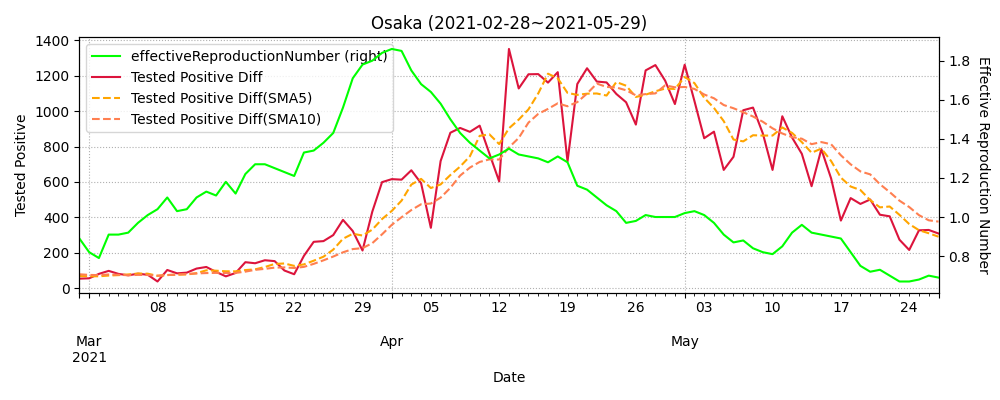 Osaka (2021-02-28~2021-05-29)
effectiveReproductionNumber (right)
Tested Positive Diff
Tested Positive Diff(SMA5)
Tested Positive Diff(SMA10)
Tested Positive
1400
1200
1000
800
600
400
200
0
Effective Reproduction Number
1.8
1.6
1.4
1.2
1.0
0.8
08 15 22 29 05 12 19 26 03 10 17 24
Mar Apr May
2021
Date